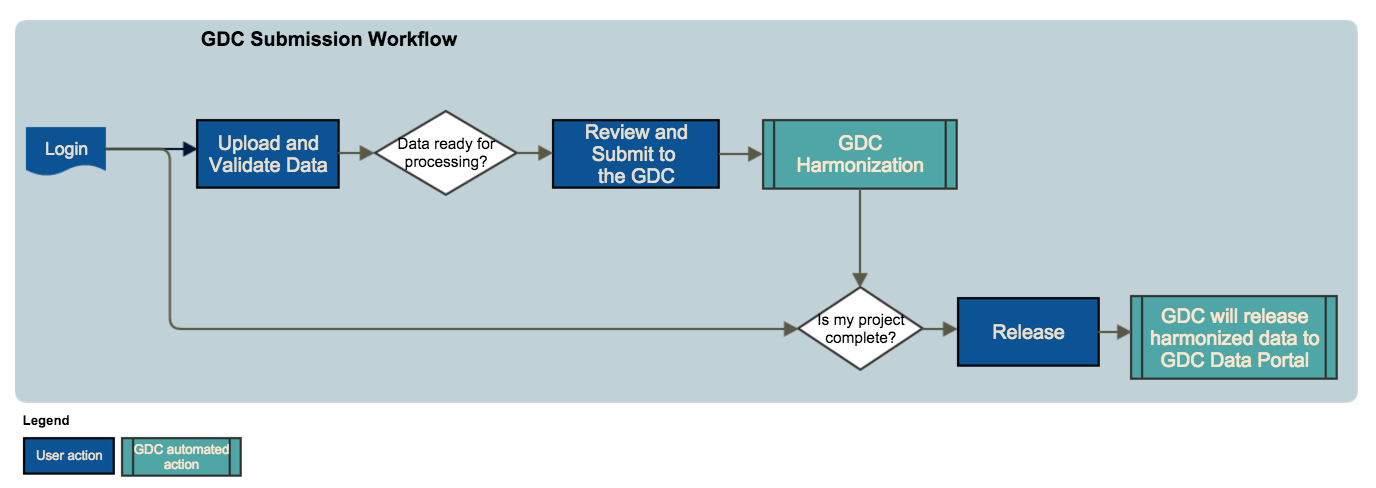 GDC Submission Workflow
Login
Upload and
Validate Data
Data ready for
processing?
Review and
Submit to
the GDC
GDC
Harmonization
Is my project
complete?
Release
GDC will release
harmonized data to
GDC Data Portal
Legend
User action
GDC automated
action